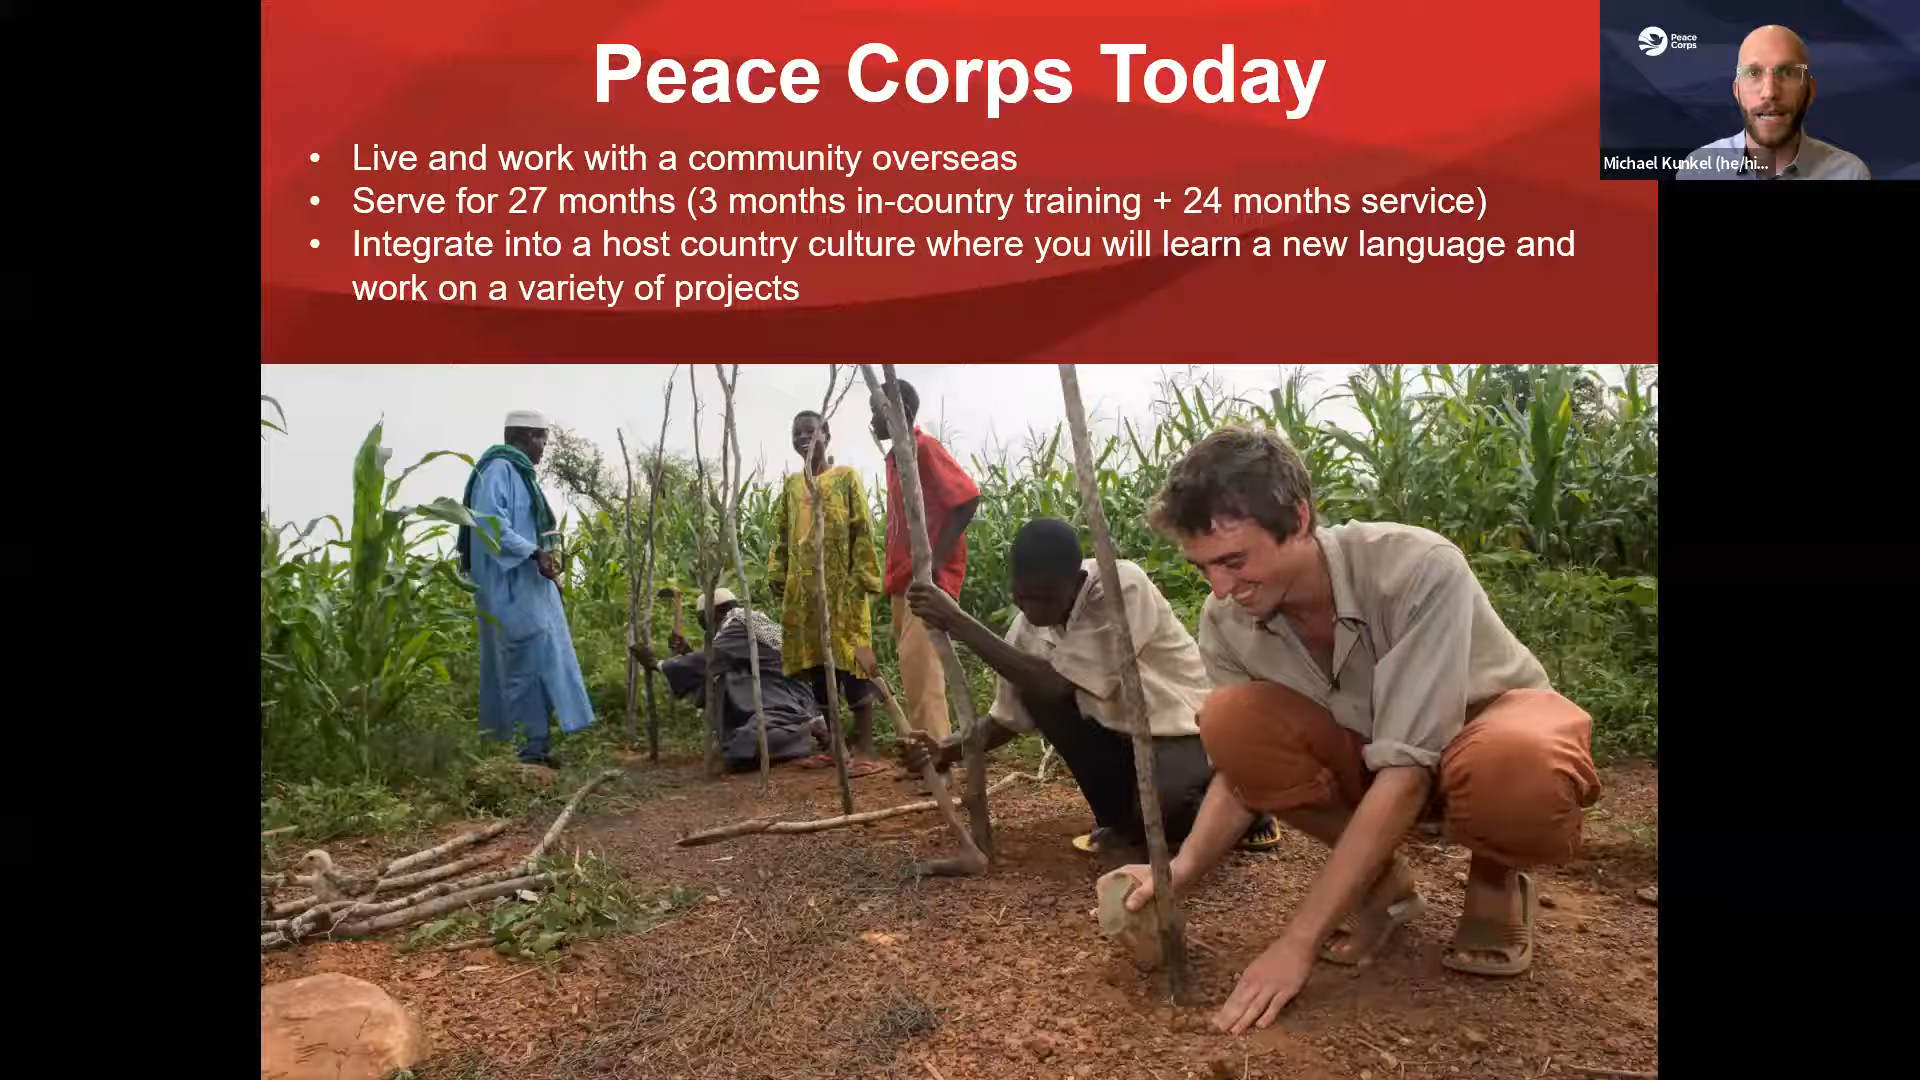 Peace Corps Today
• Live and work with a community overseas
• Serve for 27 months (3 months in-country training + 24 months service)
• Integrate into a host country culture where you will learn a new language and
work on a variety of projects
Peace
Corps
Michael Kunkel (he/hi...